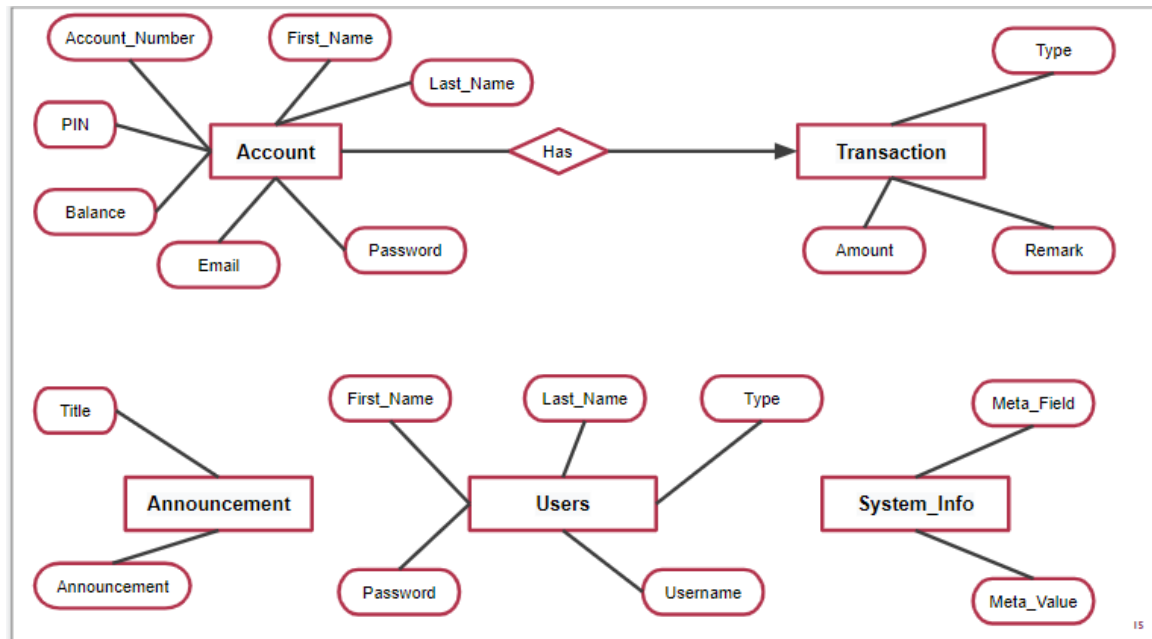 Account_Number
First_Name
Last_Name
Type
PIN
Account
Has
Transaction
Balance
Email
Password
Amount
Remark
Title
First_Name
Last_Name
Type
Meta_Field
Announcement
Users
System_Info
Announcement
Password
Username
Meta_Value
15